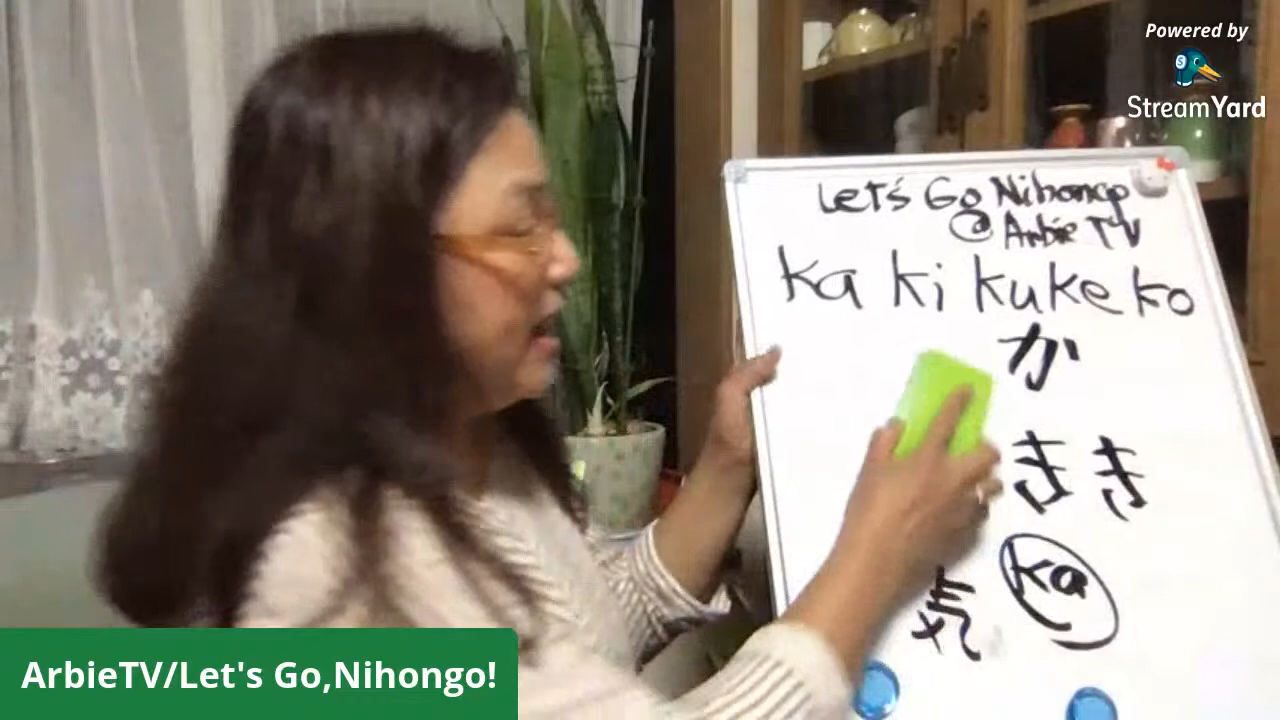 Powered by
StreamYard
Let's Go Nihongo
@ Arbie TV
ka ki ku ke ko
か
き き
ka
気
ArbieTV/Let's Go,Nihongo!